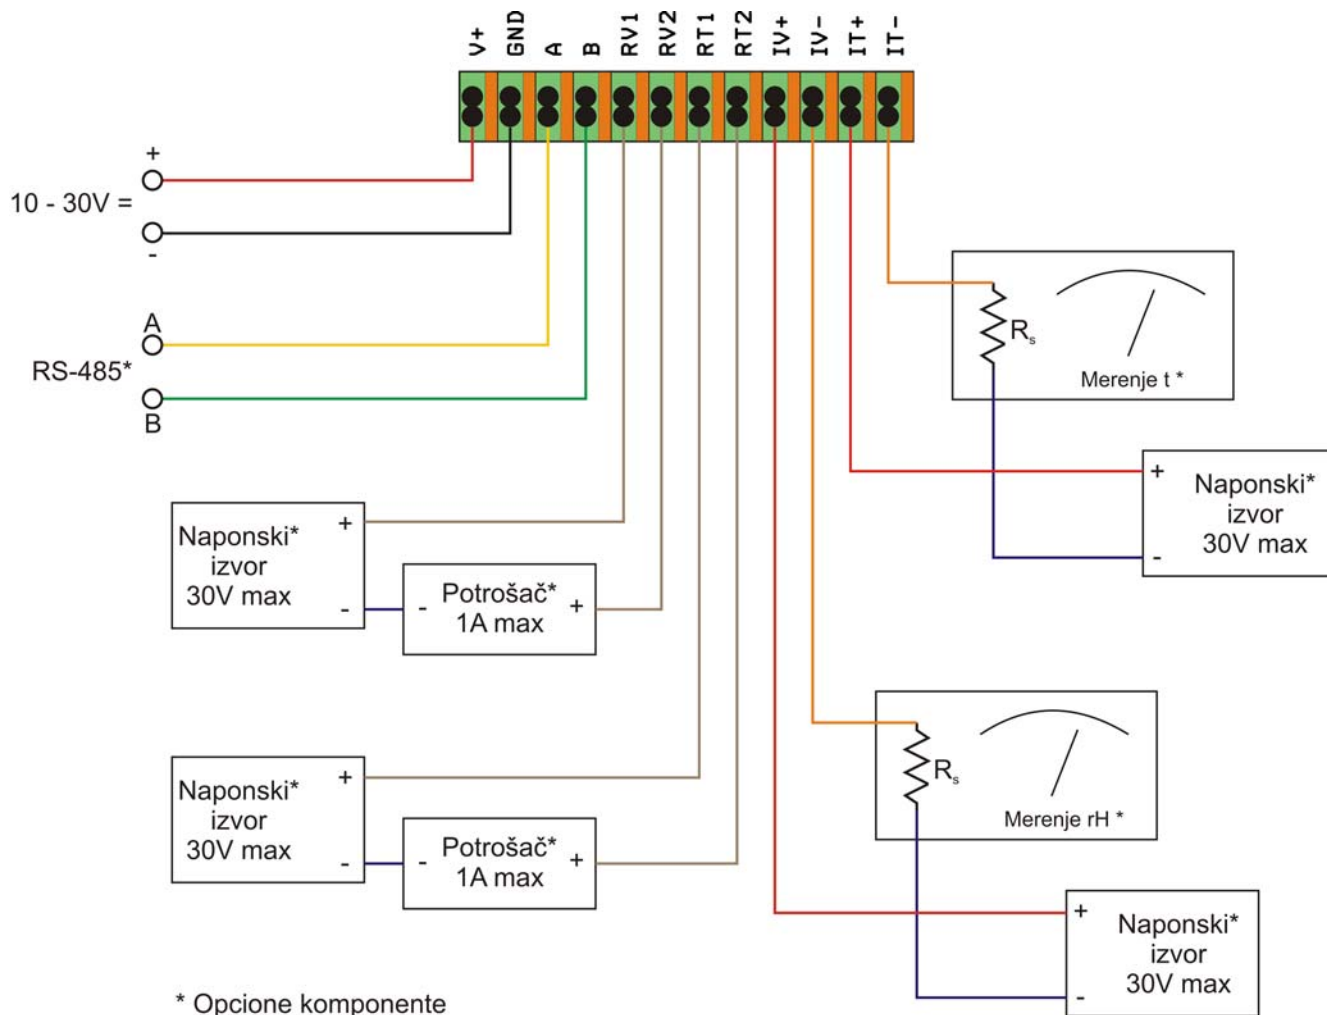 V+ GND A B RV1 RV2 RT1 RT2 IV+ IV- IT+ IT-
+
10 - 30V =
-
A
RS-485*
B
Rs
Merenje t *
+
Naponski*
izvor
30V max
-
+
Naponski*
izvor
30V max
-
-
Potrošač*
1A max
+
Rs
Merenje rH *
+
Naponski*
izvor
30V max
-
-
Potrošač*
1A max
+
+
Naponski*
izvor
30V max
-
* Opcione komponente